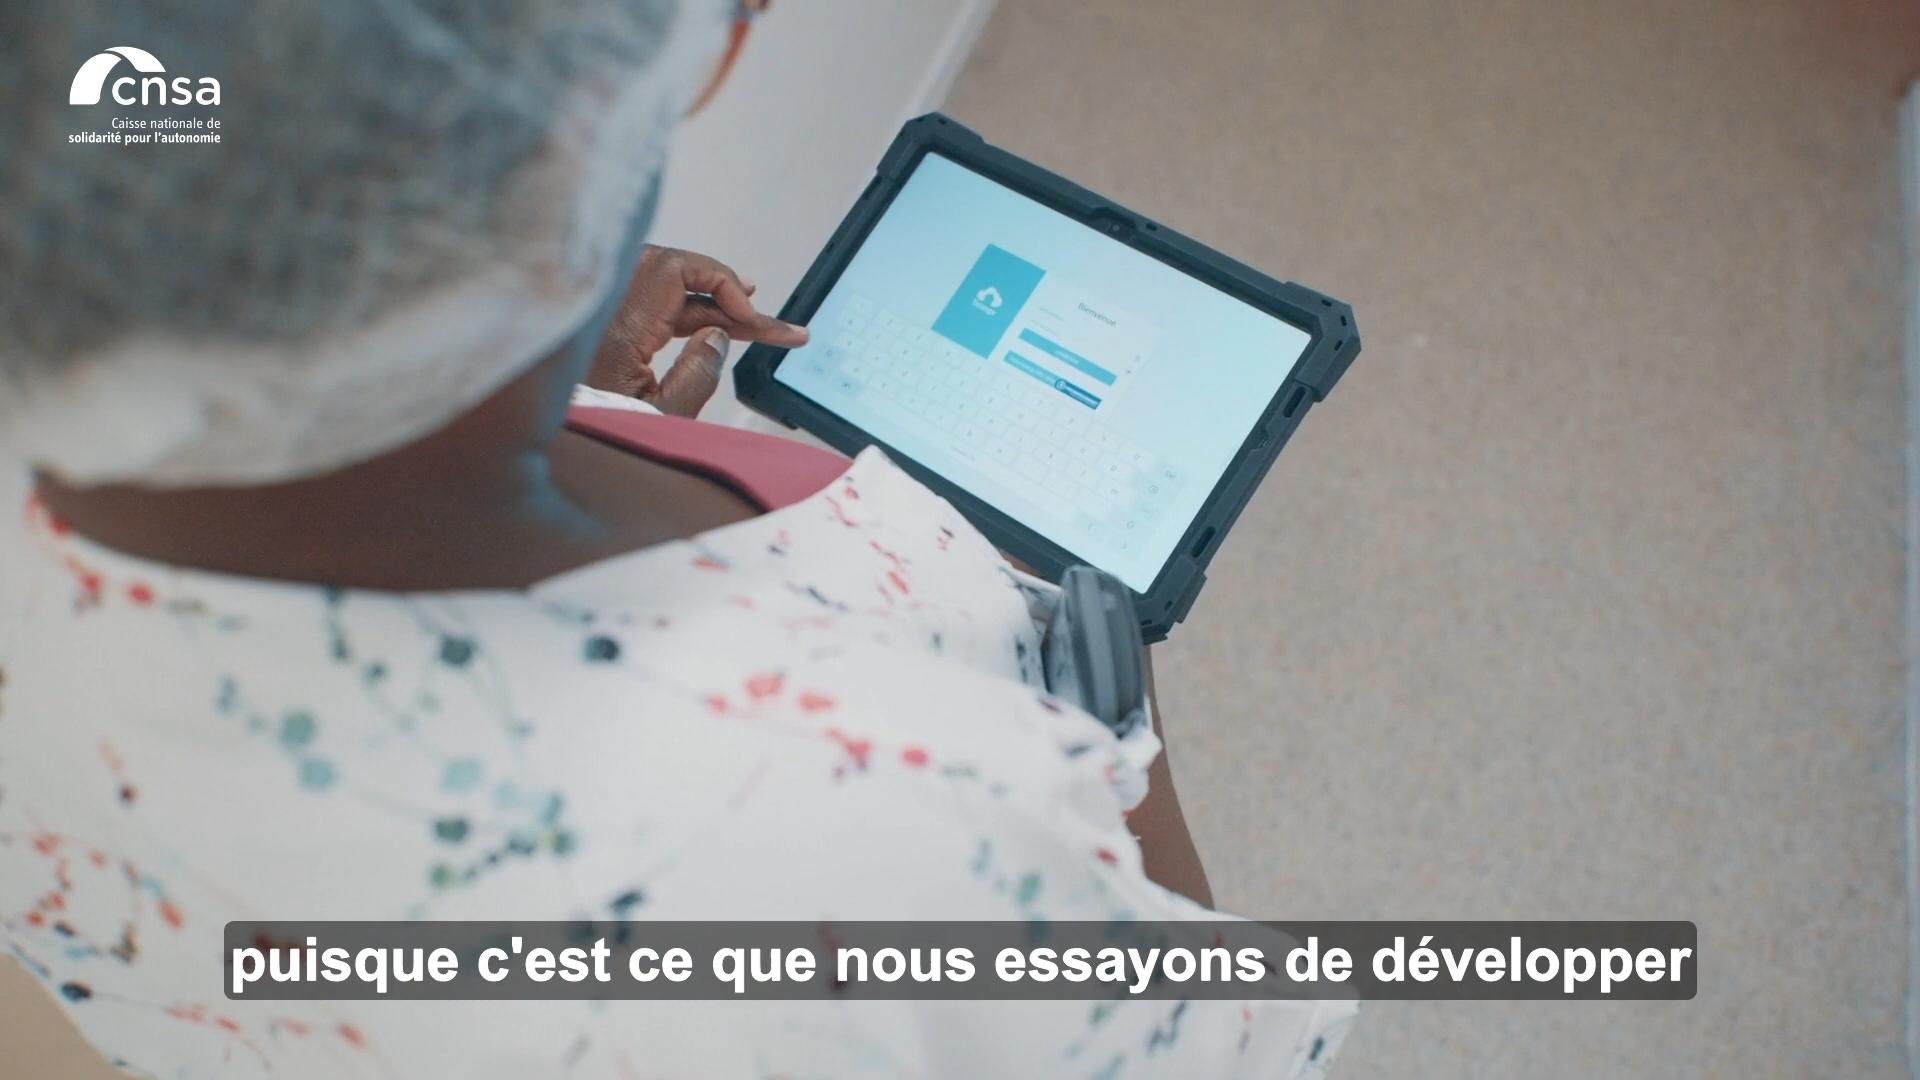 cnsa
Caisse nationale de
solidarité pour l'autonomie
Bienvenue
puisque c'est ce que nous essayons de développer